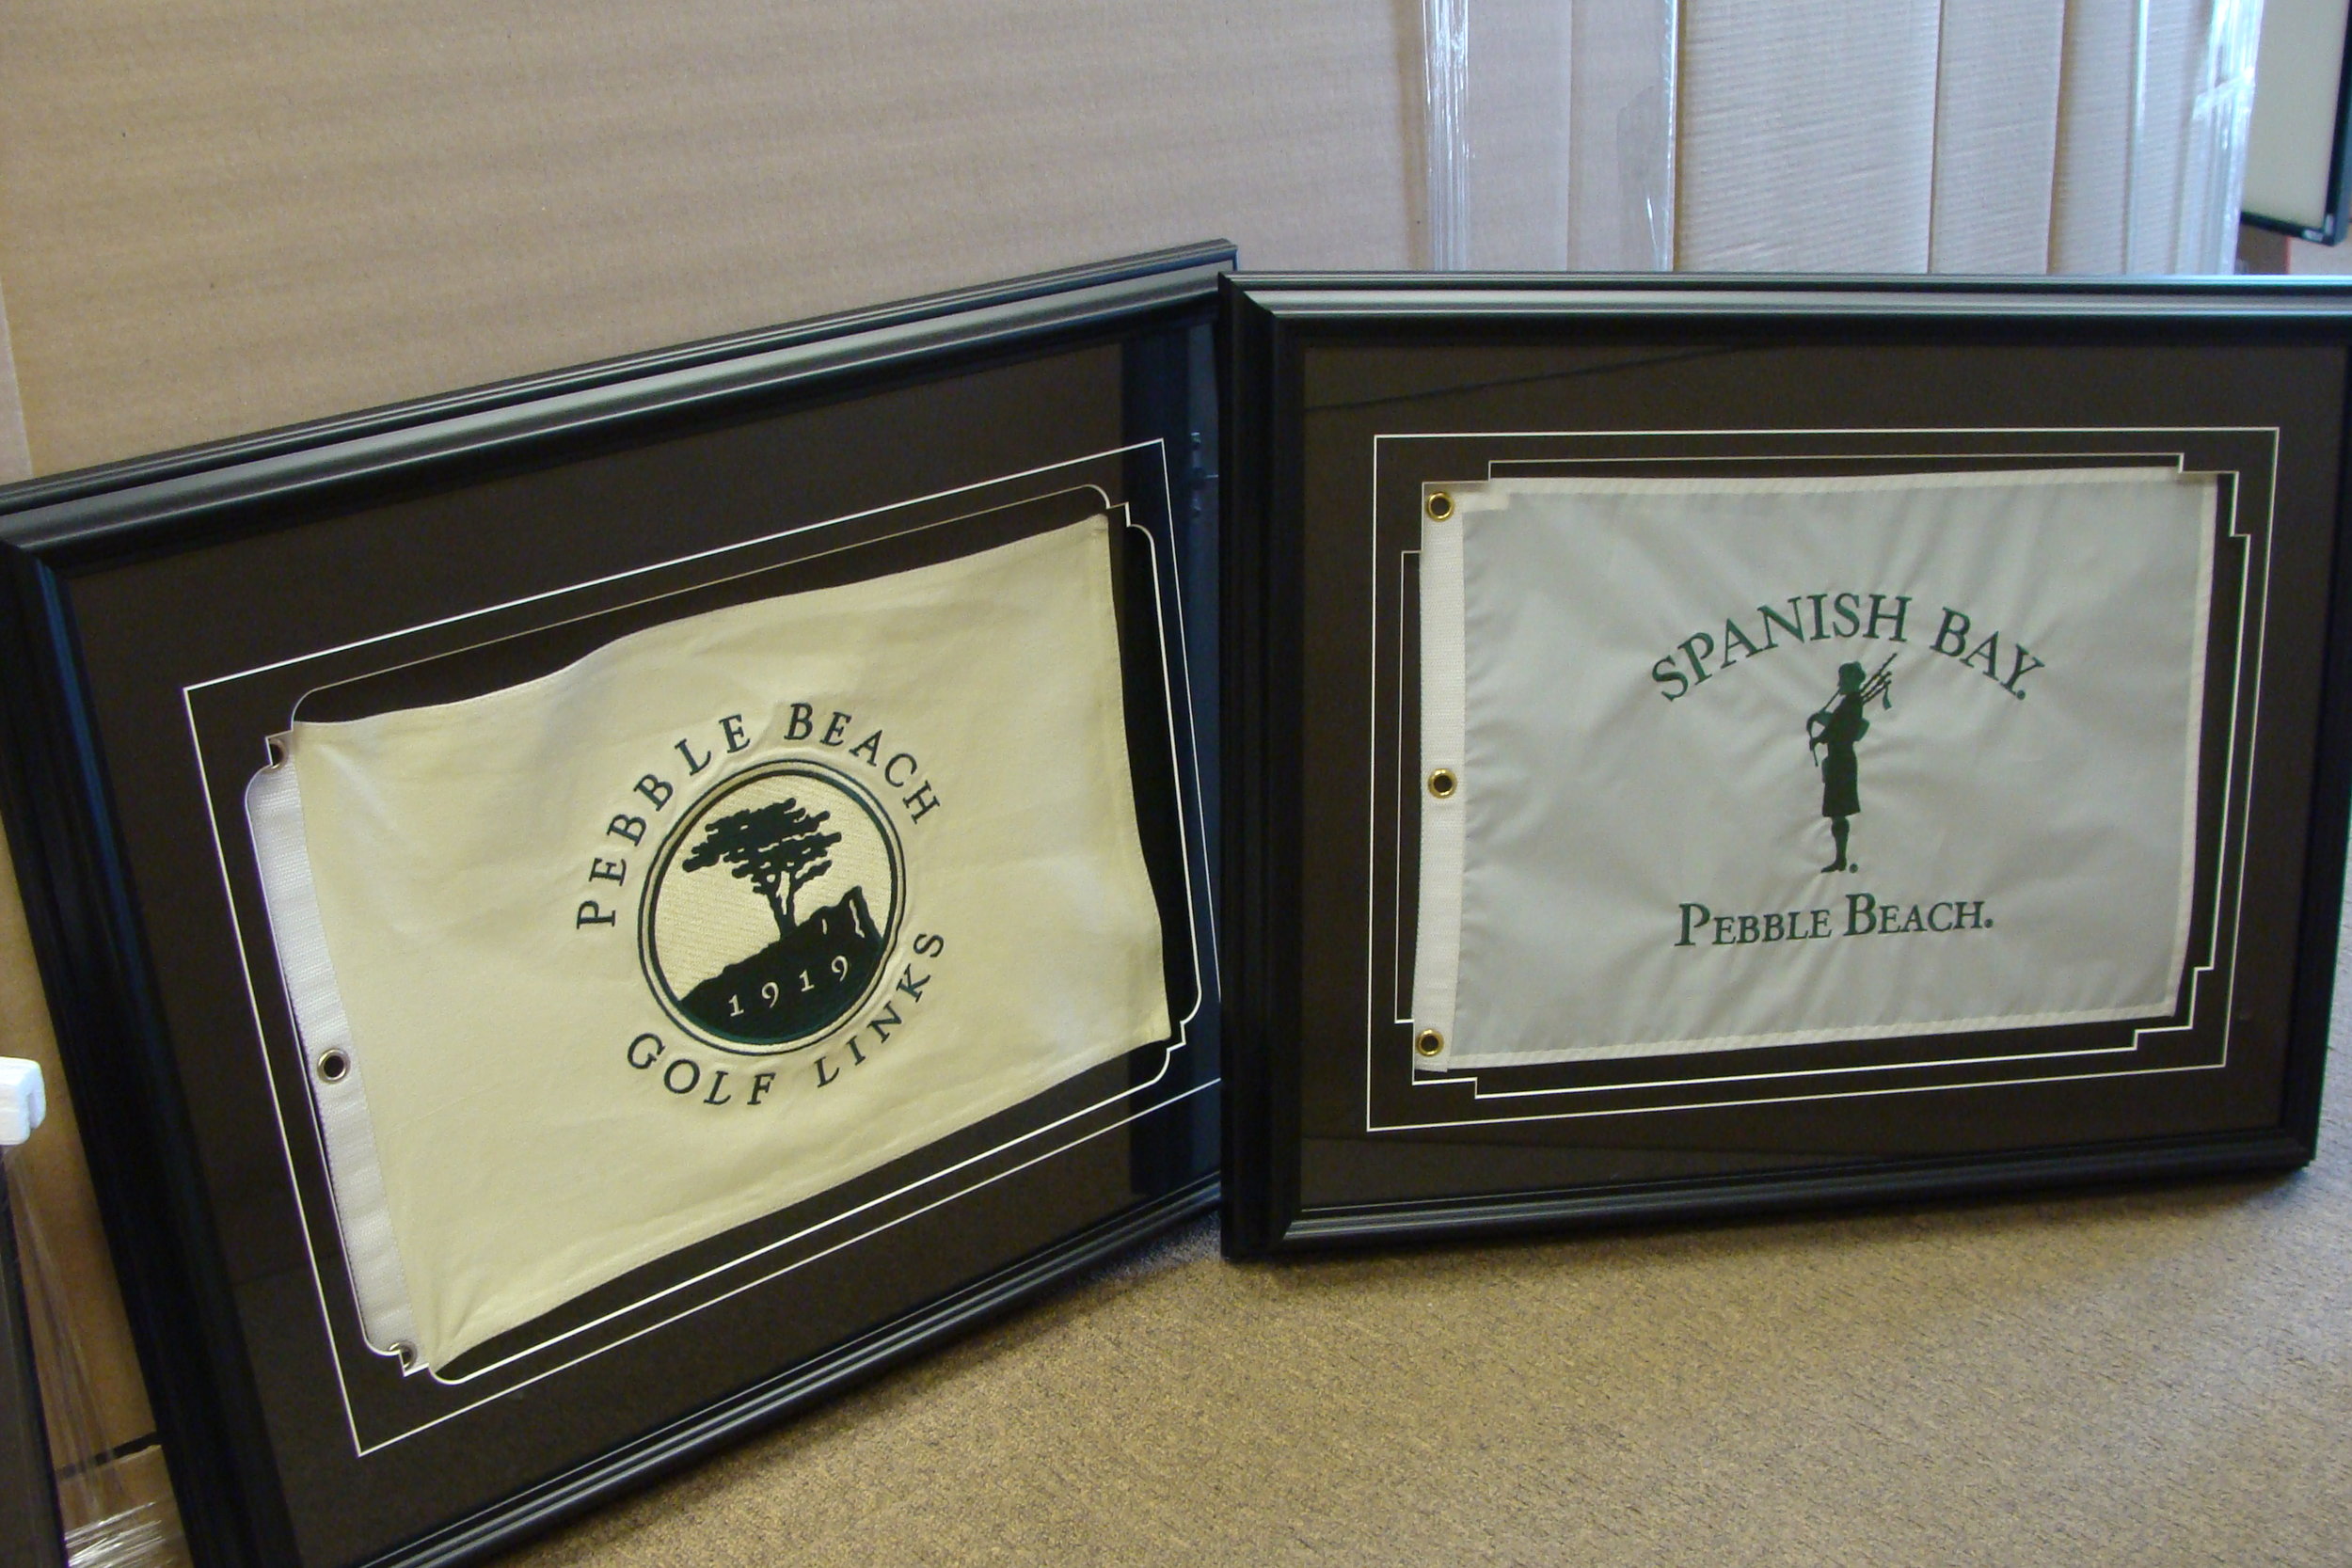 PEBBLE BEACH
1919
GOLF LINKS
SPANISH BAY.
PEBBLE BEACH.